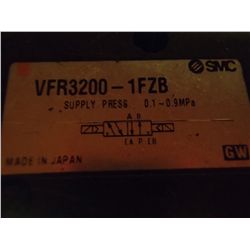 SMC
VFR3200-1FZB
SUPPLY PRESS 0.1~0.9MPa
A B
EA P EB
MADE IN JAPAN
GW